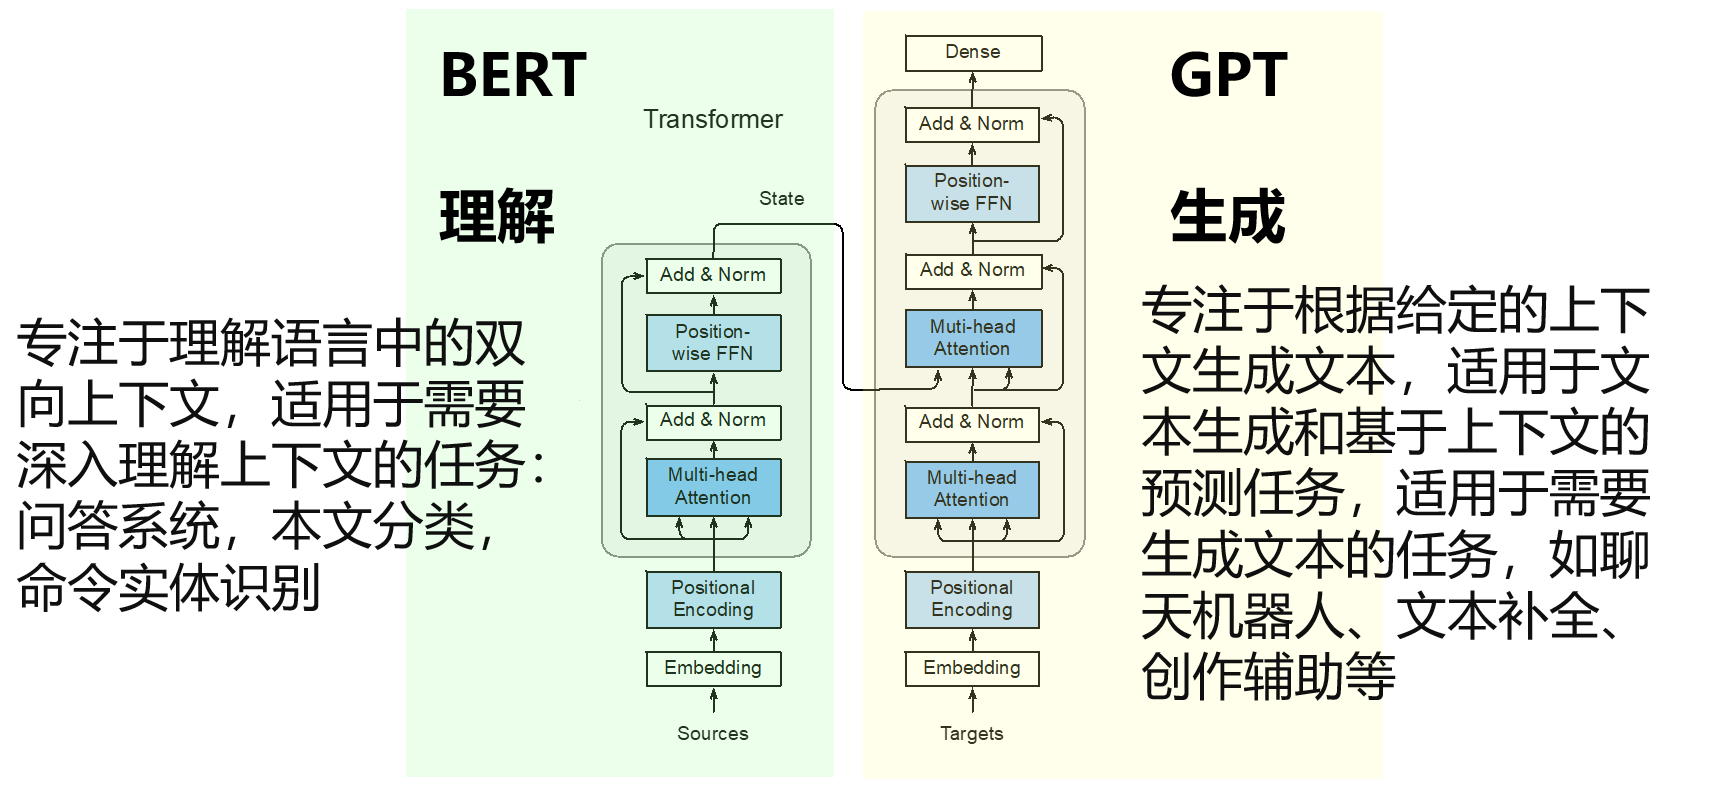 BERT
Transformer
理解
State
Add & Norm
Position-
wise FFN
Add & Norm
Multi-head
Attention
Positional
Encoding
Embedding
Sources
专注于理解语言中的双
向上下文，适用于需要
深入理解上下文的任务：
问答系统，本文分类，
命令实体识别
GPT
生成
Dense
Add & Norm
Position-
wise FFN
Add & Norm
Muti-head
Attention
Add & Norm
Multi-head
Attention
Positional
Encoding
Embedding
Targets
专注于根据给定的上下
文生成文本，适用于文
本生成和基于上下文的
预测任务，适用于需要
生成文本的任务，如聊
天机器人、文本补全、
创作辅助等